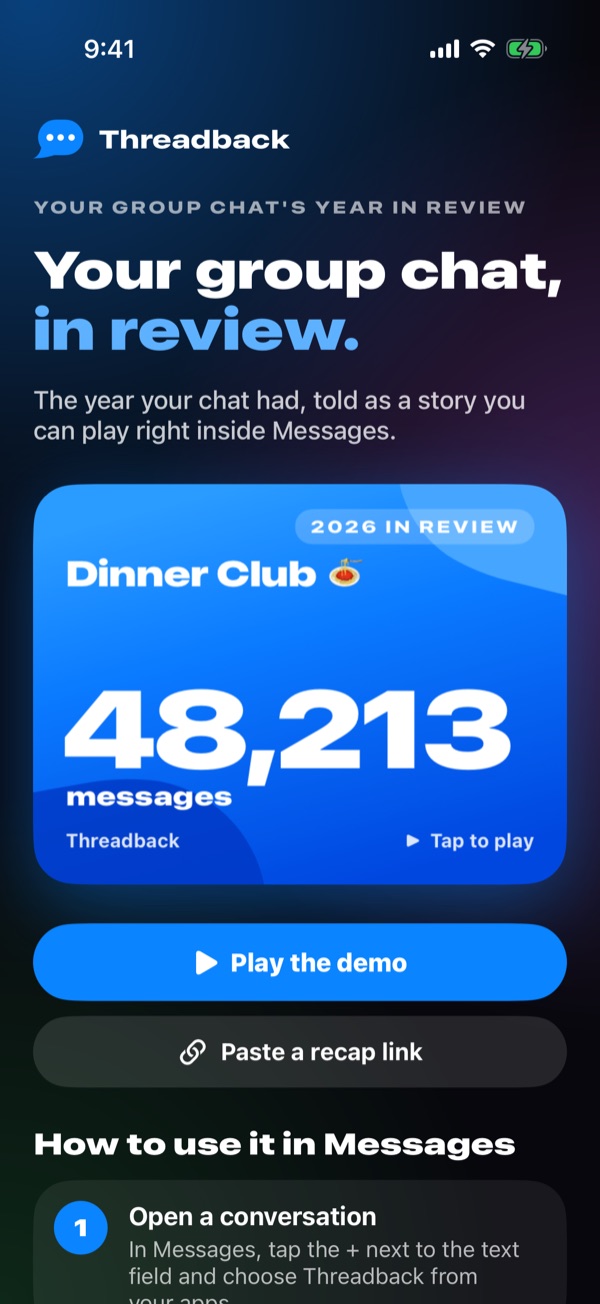 9:41
Threadback
YOUR GROUP CHAT'S YEAR IN REVIEW
Your group chat,
in review.
The year your chat had, told as a story you
can play right inside Messages.
2026 IN REVIEW
Dinner Club 🍝
48,213
messages
Threadback
Tap to play
Play the demo
Paste a recap link
How to use it in Messages
1
Open a conversation
In Messages, tap the + next to the text
field and choose Threadback from
your apps